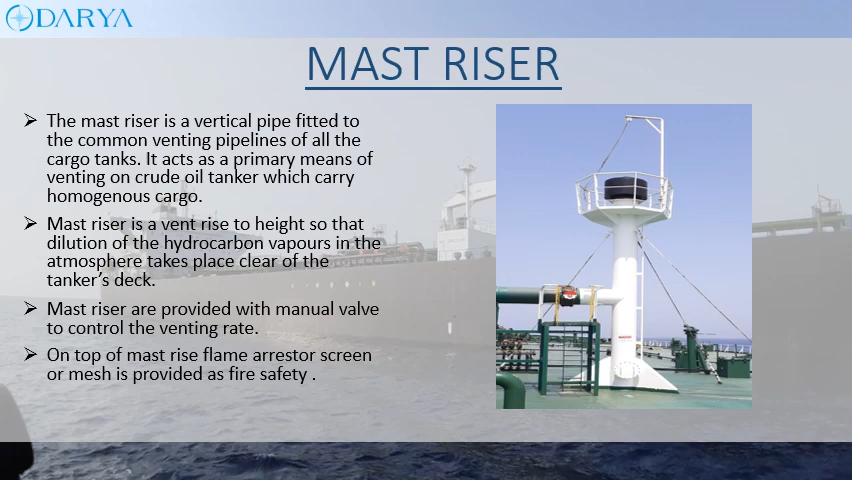 DARYA
MAST RISER
➢ The mast riser is a vertical pipe fitted to
the common venting pipelines of all the
cargo tanks. It acts as a primary means of
venting on crude oil tanker which carry
homogenous cargo.
➢ Mast riser is a vent rise to height so that
dilution of the hydrocarbon vapours in the
atmosphere takes place clear of the
tanker's deck.
➢ Mast riser are provided with manual valve
to control the venting rate.
➢ On top of mast rise flame arrestor screen
or mesh is provided as fire safety .